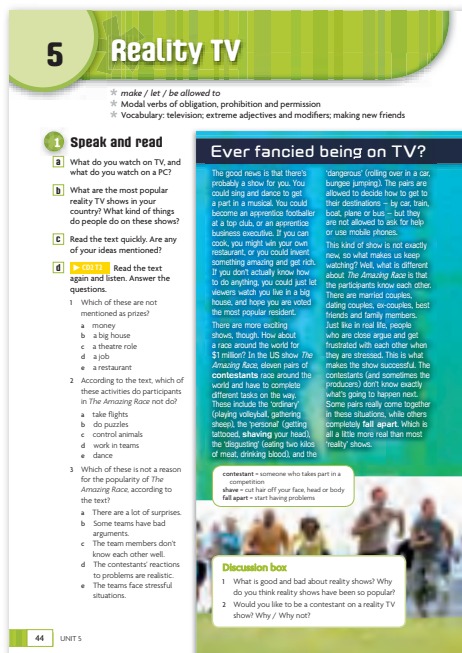 5
Reality TV
* make / let / be allowed to
* Modal verbs of obligation, prohibition and permission
* Vocabulary: television; extreme adjectives and modifiers; making new friends
1 Speak and read
a What do you watch on TV, and
what do you watch on a PC?
b What are the most popular
reality TV shows in your
country? What kind of things
do people do on these shows?
c Read the text quickly. Are any
of your ideas mentioned?
d ▶ CD2 T2 Read the text
again and listen. Answer the
questions.
1 Which of these are not
mentioned as prizes?
a money
b a big house
c a theatre role
d a job
e a restaurant
2 According to the text, which of
these activities do participants
in The Amazing Race not do?
a take flights
b do puzzles
c control animals
d work in teams
e dance
3 Which of these is not a reason
for the popularity of The
Amazing Race, according to
the text?
a There are a lot of surprises.
b Some teams have bad
arguments.
c The team members don't
know each other well.
d The contestants' reactions
to problems are realistic.
e The teams face stressful
situations.
Ever fancied being on TV?
The good news is that there's
probably a show for you. You
could sing and dance to get
a part in a musical. You could
become an apprentice footballer
at a top club, or an apprentice
business executive. If you can
cook, you might win your own
restaurant, or you could invent
something amazing and get rich.
If you don't actually know how
to do anything, you could just let
viewers watch you live in a big
house, and hope you are voted
the most popular resident.
There are more exciting
shows, though. How about
a race around the world for
$1 million? In the US show The
Amazing Race, eleven pairs of
contestants race around the
world and have to complete
different tasks on the way.
These include the 'ordinary'
(playing volleyball, gathering
sheep), the 'personal' (getting
tattooed, shaving your head),
the 'disgusting' (eating two kilos
of meat, drinking blood), and the
'dangerous' (rolling over in a car,
bungee jumping). The pairs are
allowed to decide how to get to
their destinations – by car, train,
boat, plane or bus – but they
are not allowed to ask for help
or use mobile phones.
This kind of show is not exactly
new, so what makes us keep
watching? Well, what is different
about The Amazing Race is that
the participants know each other.
There are married couples,
dating couples, ex-couples, best
friends and family members.
Just like in real life, people
who are close argue and get
frustrated with each other when
they are stressed. This is what
makes the show successful. The
contestants (and sometimes the
producers) don't know exactly
what's going to happen next.
Some pairs really come together
in these situations, while others
completely fall apart. Which is
all a little more real than most
'reality' shows.
contestant = someone who takes part in a
competition
shave = cut hair off your face, head or body
fall apart = start having problems
Discussion box
1 What is good and bad about reality shows? Why
do you think reality shows have been so popular?
2 Would you like to be a contestant on a reality TV
show? Why / Why not?
44 UNIT 5